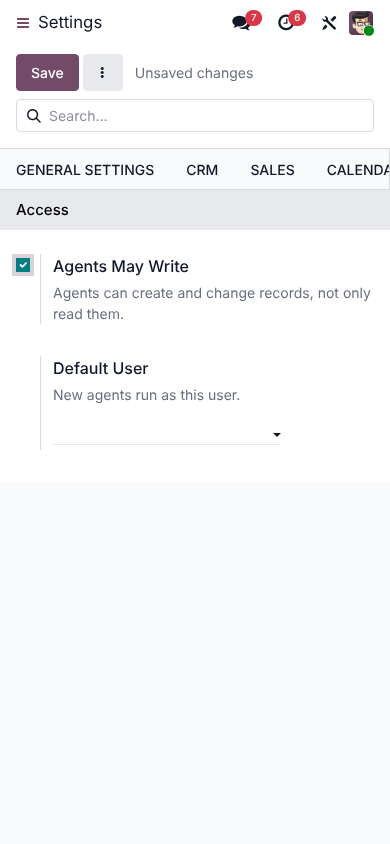 Settings
7
6
Save
Unsaved changes
Search...
GENERAL SETTINGS
CRM
SALES
CALENDA
Access
Agents May Write
Agents can create and change records, not only
read them.
Default User
New agents run as this user.